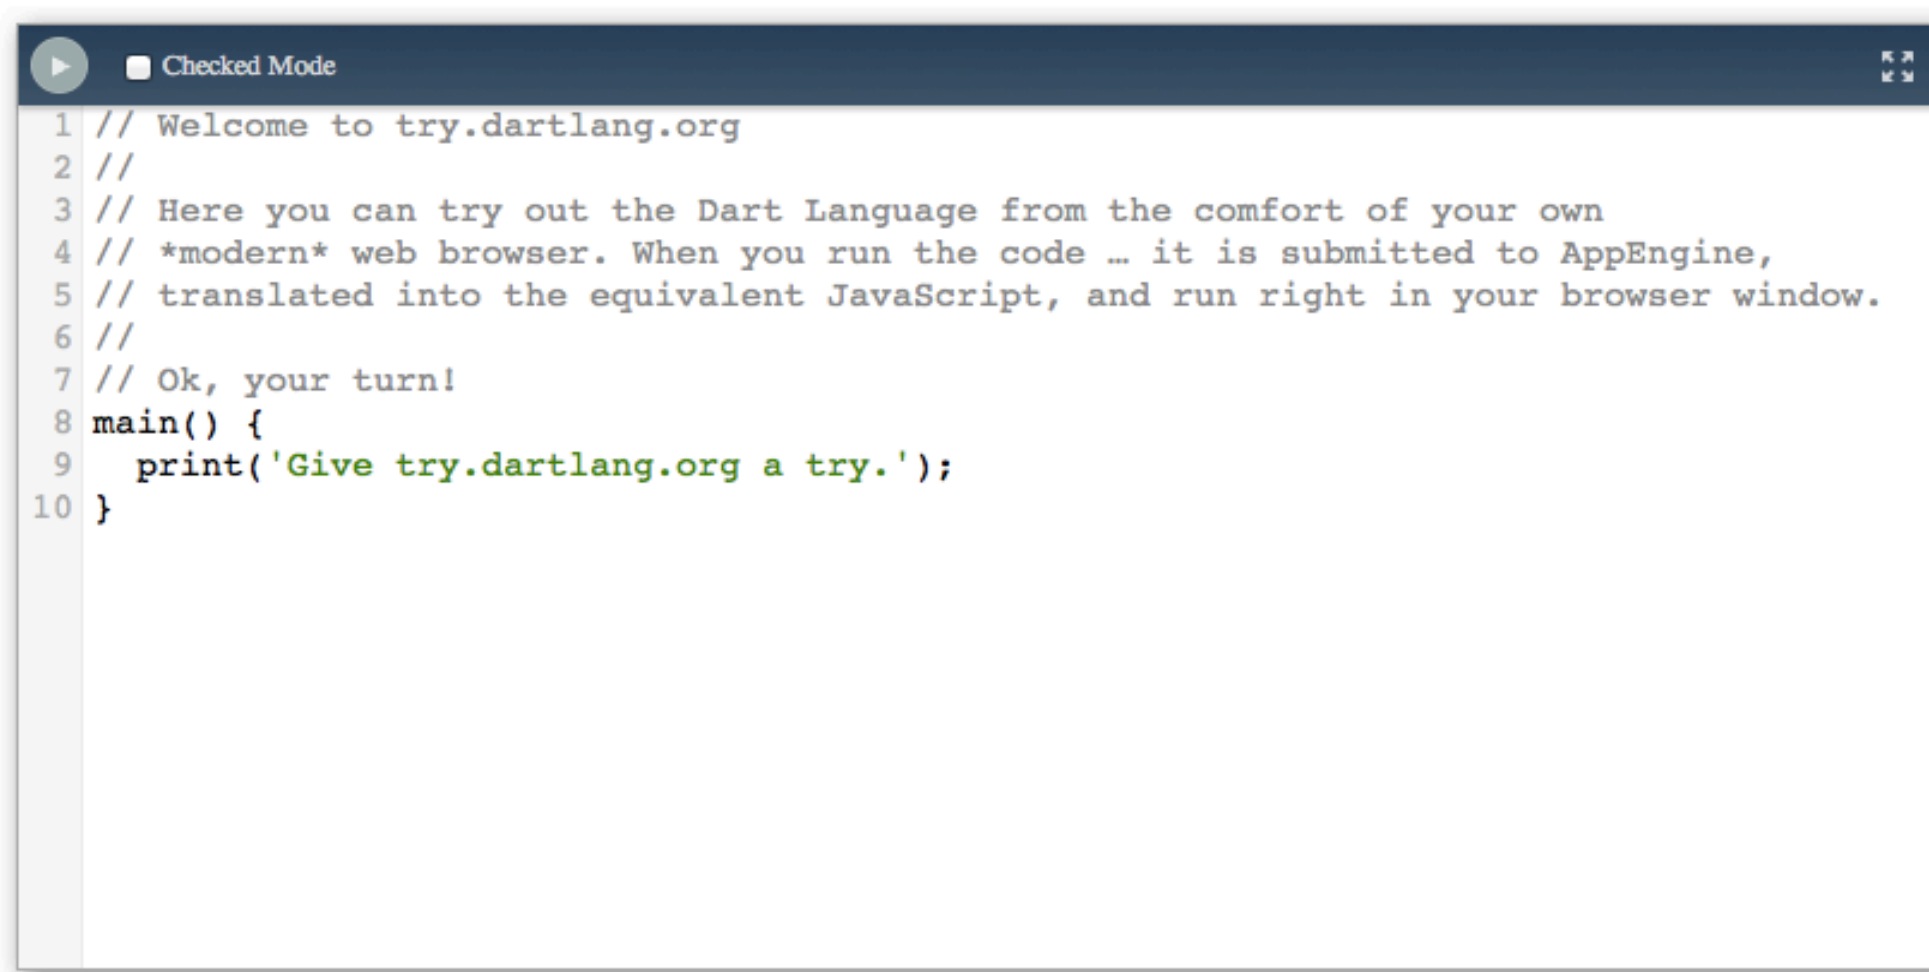 Checked Mode
1 // Welcome to try.dartlang.org
2 //
3 // Here you can try out the Dart Language from the comfort of your own
4 // *modern* web browser. When you run the code … it is submitted to AppEngine,
5 // translated into the equivalent JavaScript, and run right in your browser window.
6 //
7 // Ok, your turn!
8 main() {
9   print('Give try.dartlang.org a try.');
10 }